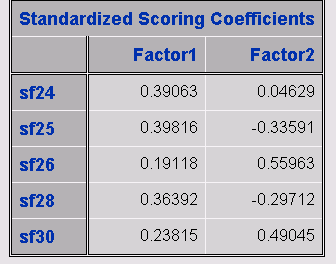 Standardized Scoring Coefficients
Factor1 Factor2
sf24 0.39063 0.04629
sf25 0.39816 -0.33591
sf26 0.19118 0.55963
sf28 0.36392 -0.29712
sf30 0.23815 0.49045